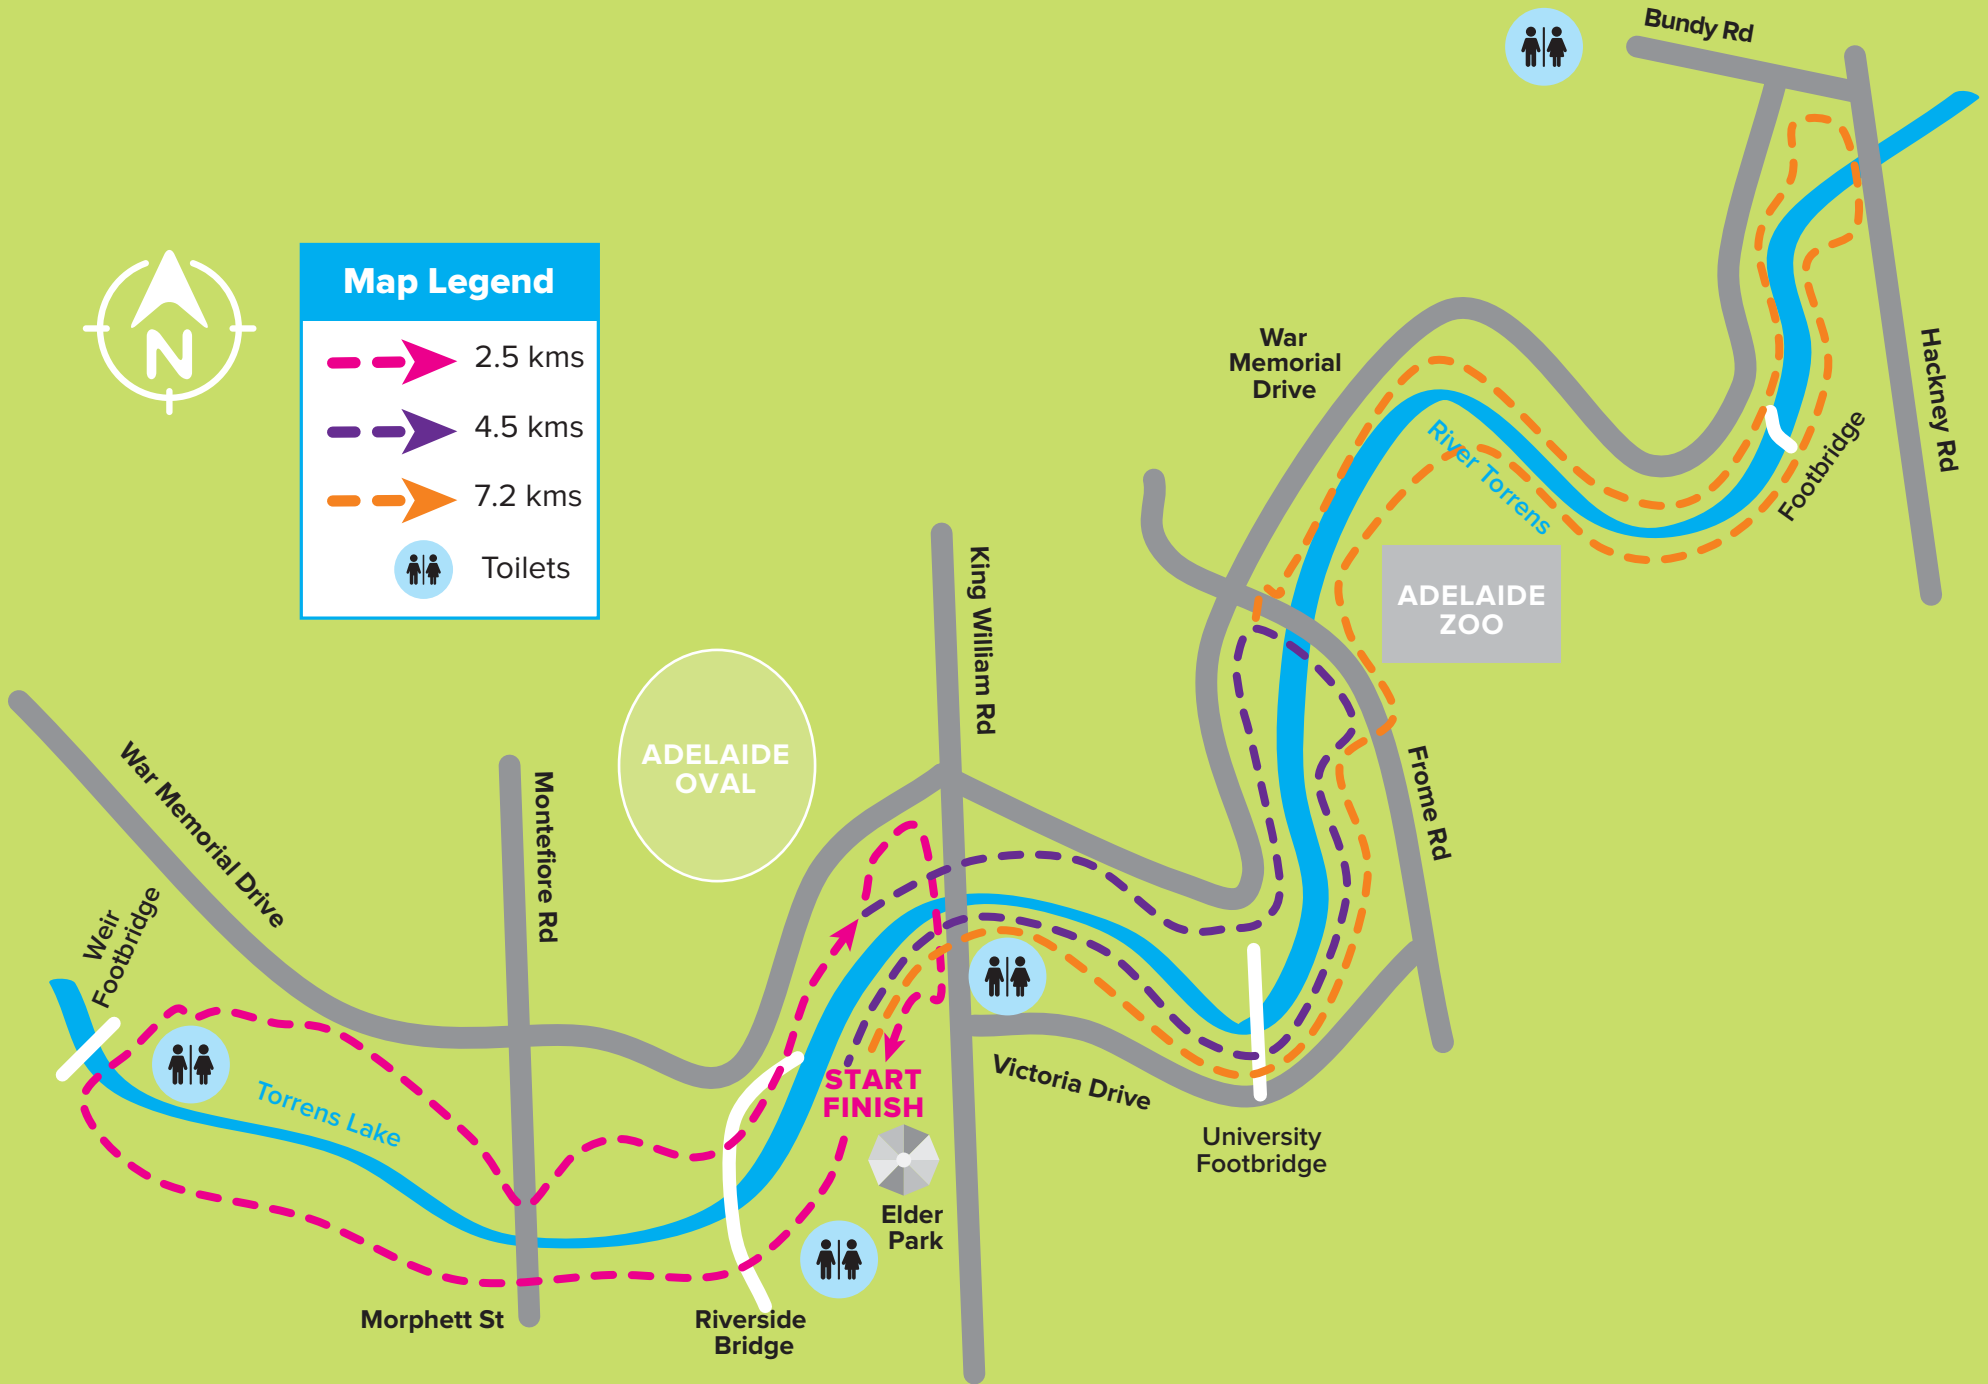 Bundy Rd
N
Map Legend
2.5 kms
4.5 kms
7.2 kms
Toilets
War
Memorial
Drive
River Torrens
Footbridge
Hackney Rd
ADELAIDE
ZOO
King William Rd
ADELAIDE
OVAL
Frome Rd
War Memorial Drive
Montefiore Rd
Weir
Footbridge
Torrens Lake
START
FINISH
Victoria Drive
University
Footbridge
Elder
Park
Morphett St
Riverside
Bridge